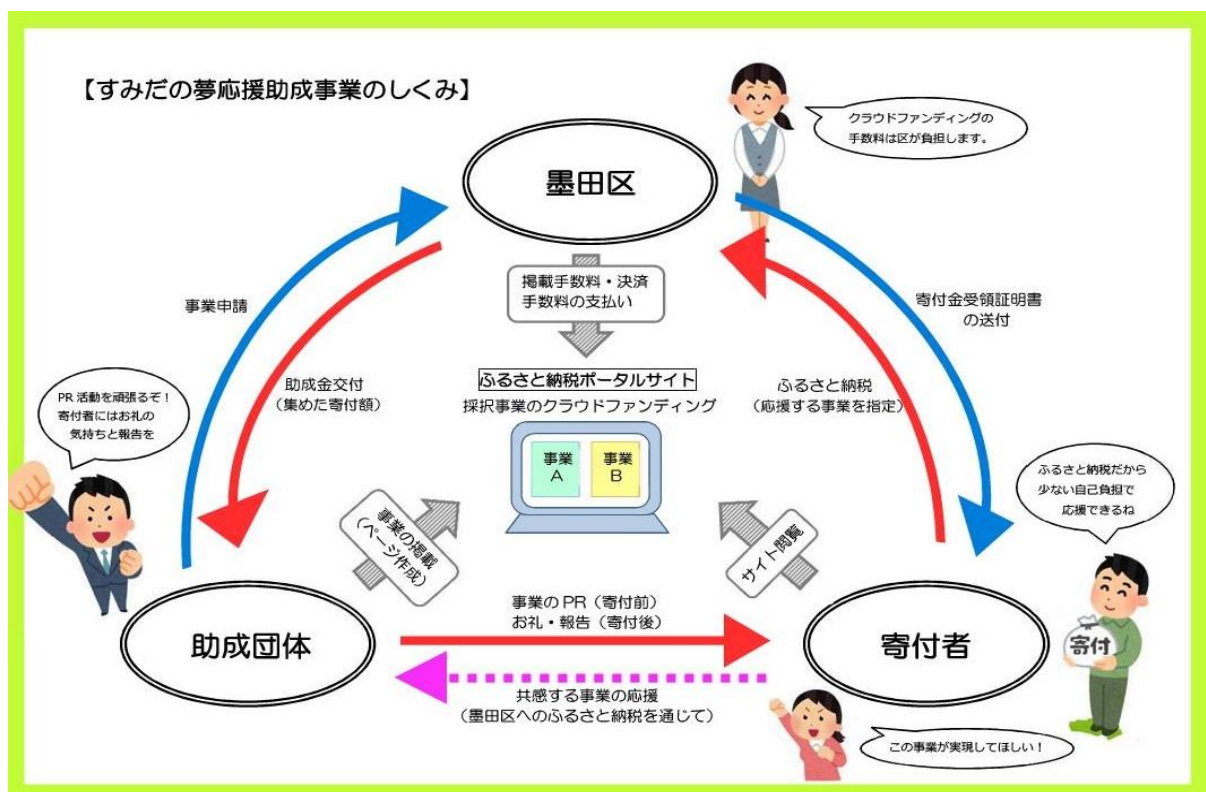 【すみだの夢応援助成事業のしくみ】
クラウドファンディングの
手数料は区が負担します。
墨田区
掲載手数料・決済
手数料の支払い
事業申請
寄付金受領証明書
の送付
助成金交付
(集めた寄付額)
ふるさと納税ポータルサイト
採択事業のクラウドファンディング
ふるさと納税
(応援する事業を指定)
PR 活動を頑張るぞ!
寄付者にはお礼の
気持ちと報告を
事業
A
事業
B
ふるさと納税だから
少ない自己負担で
応援できるね
事業の掲載
(ページ作成)
サイト閲覧
事業の PR(寄付前)
お礼・報告(寄付後)
助成団体
寄付者
寄付
共感する事業の応援
(墨田区へのふるさと納税を通じて)
この事業が実現してほしい!